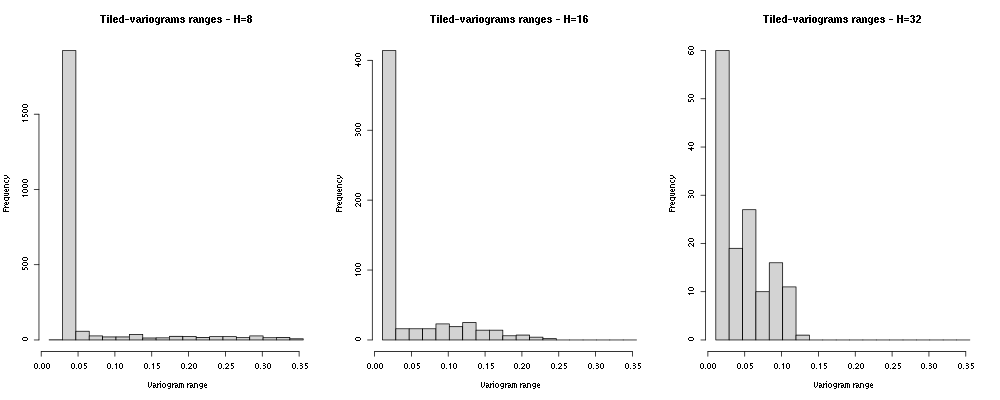 Tiled-variograms ranges - H=8
Frequency
0
500
1000
1500
0.00 0.05 0.10 0.15 0.20 0.25 0.30 0.35
Variogram range
Tiled-variograms ranges - H=16
Frequency
0
100
200
300
400
0.00 0.05 0.10 0.15 0.20 0.25 0.30 0.35
Variogram range
Tiled-variograms ranges - H=32
Frequency
0
10
20
30
40
50
60
0.00 0.05 0.10 0.15 0.20 0.25 0.30 0.35
Variogram range